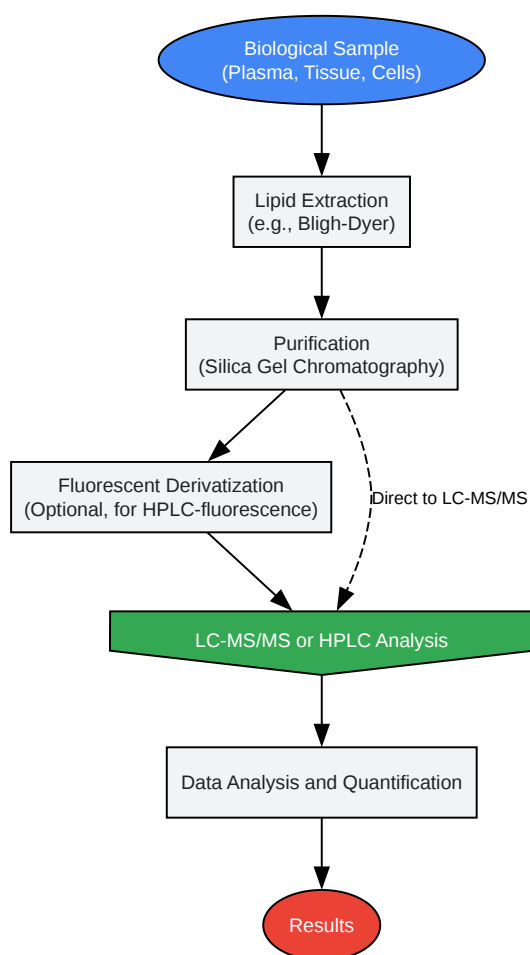 Biological Sample
(Plasma, Tissue, Cells)
Lipid Extraction
(e.g., Bligh-Dyer)
Purification
(Silica Gel Chromatography)
Fluorescent Derivatization
(Optional, for HPLC-fluorescence)
Direct to LC-MS/MS
LC-MS/MS or HPLC Analysis
Data Analysis and Quantification
Results